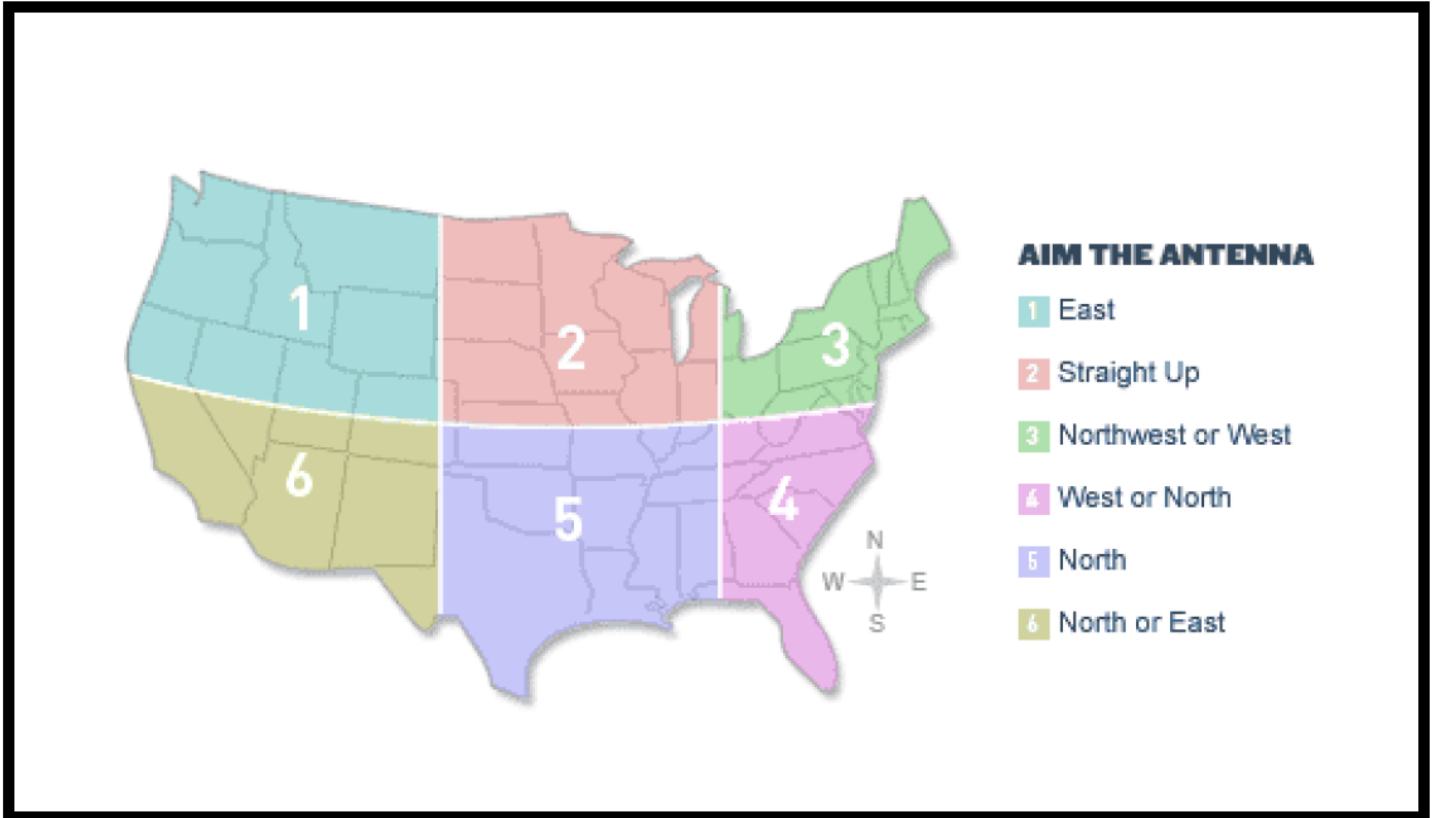 1
2
3
6
5
4
N
W E
S
AIM THE ANTENNA
1 East
2 Straight Up
3 Northwest or West
4 West or North
5 North
6 North or East